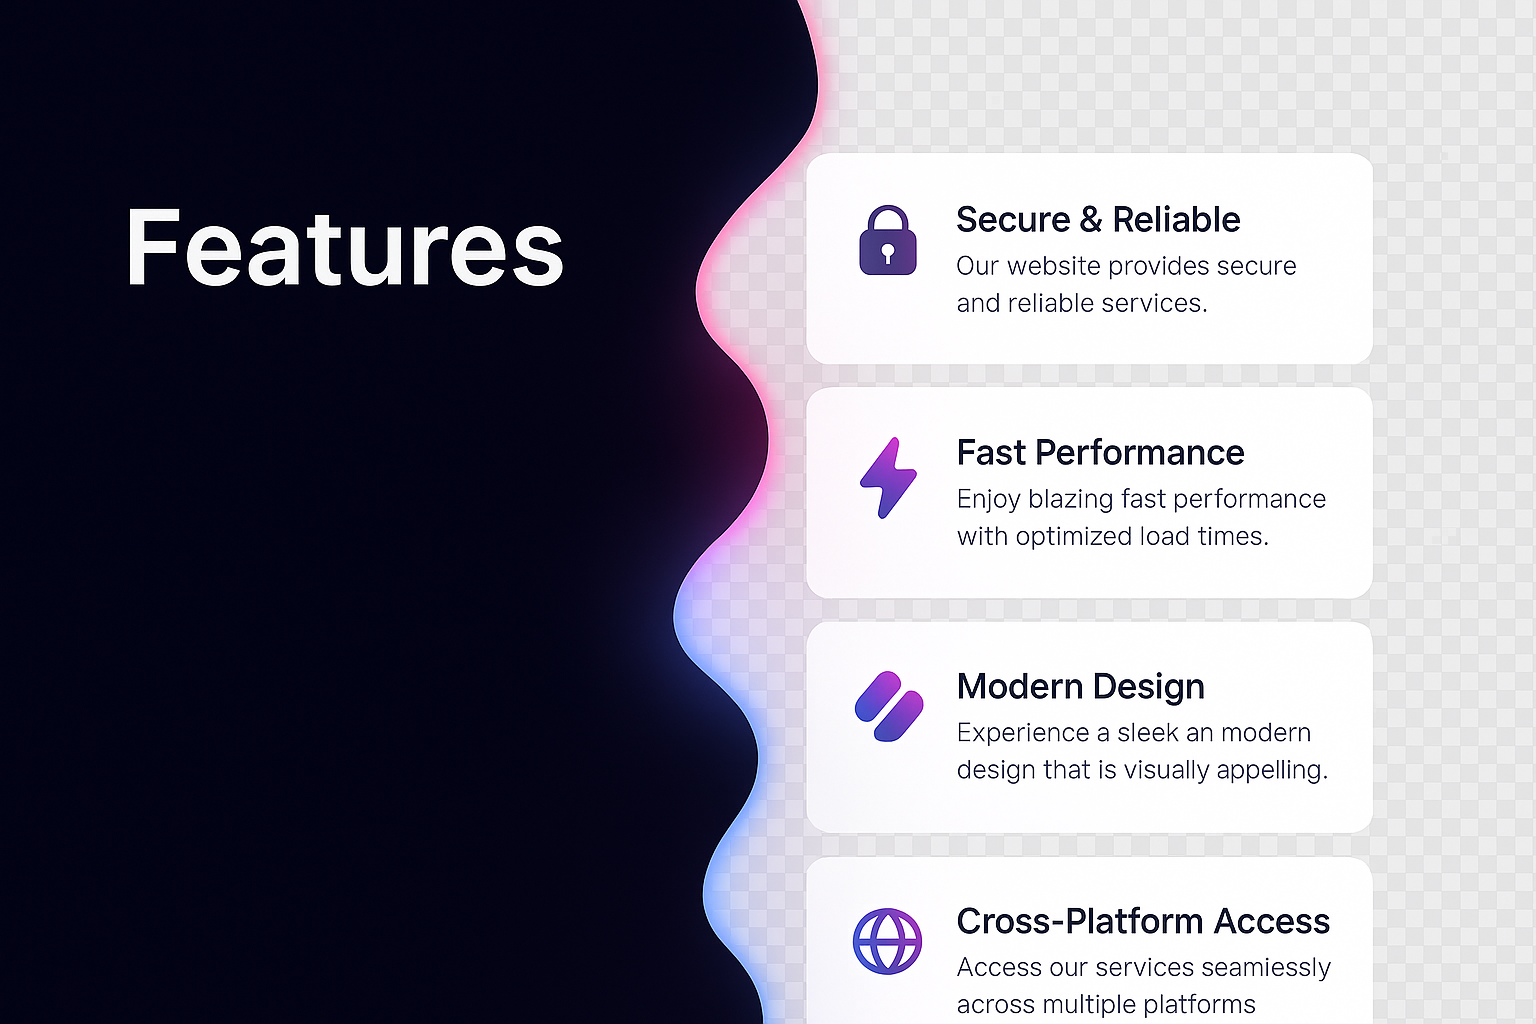 Features
Secure & Reliable
Our website provides secure
and reliable services.
Fast Performance
Enjoy blazing fast performance
with optimized load times.
Modern Design
Experience a sleek an modern
design that is visually appelling.
Cross-Platform Access
Access our services seamiessly
across multiple platforms